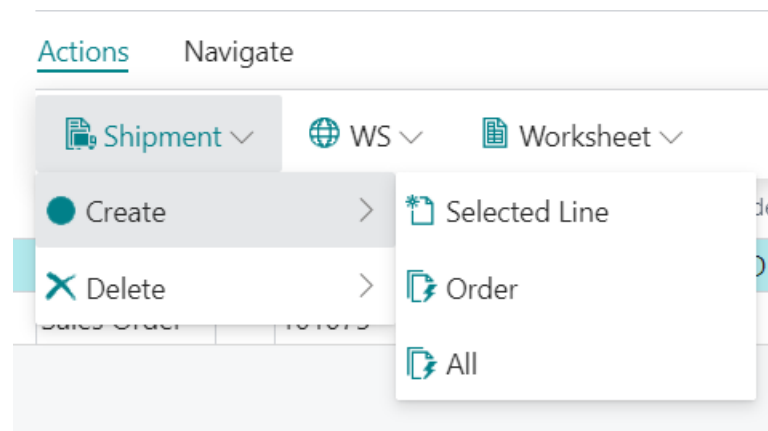 Actions Navigate
Shipment WS Worksheet
Create Selected Line
Delete Order
All